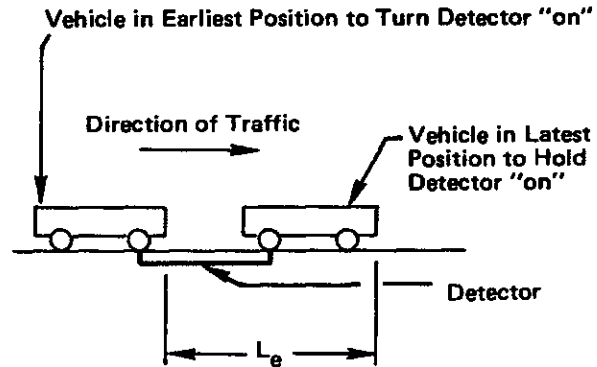 Vehicle in Earliest Position to Turn Detector "on"
Direction of Traffic
Vehicle in Latest
Position to Hold
Detector "on"
Detector
Le